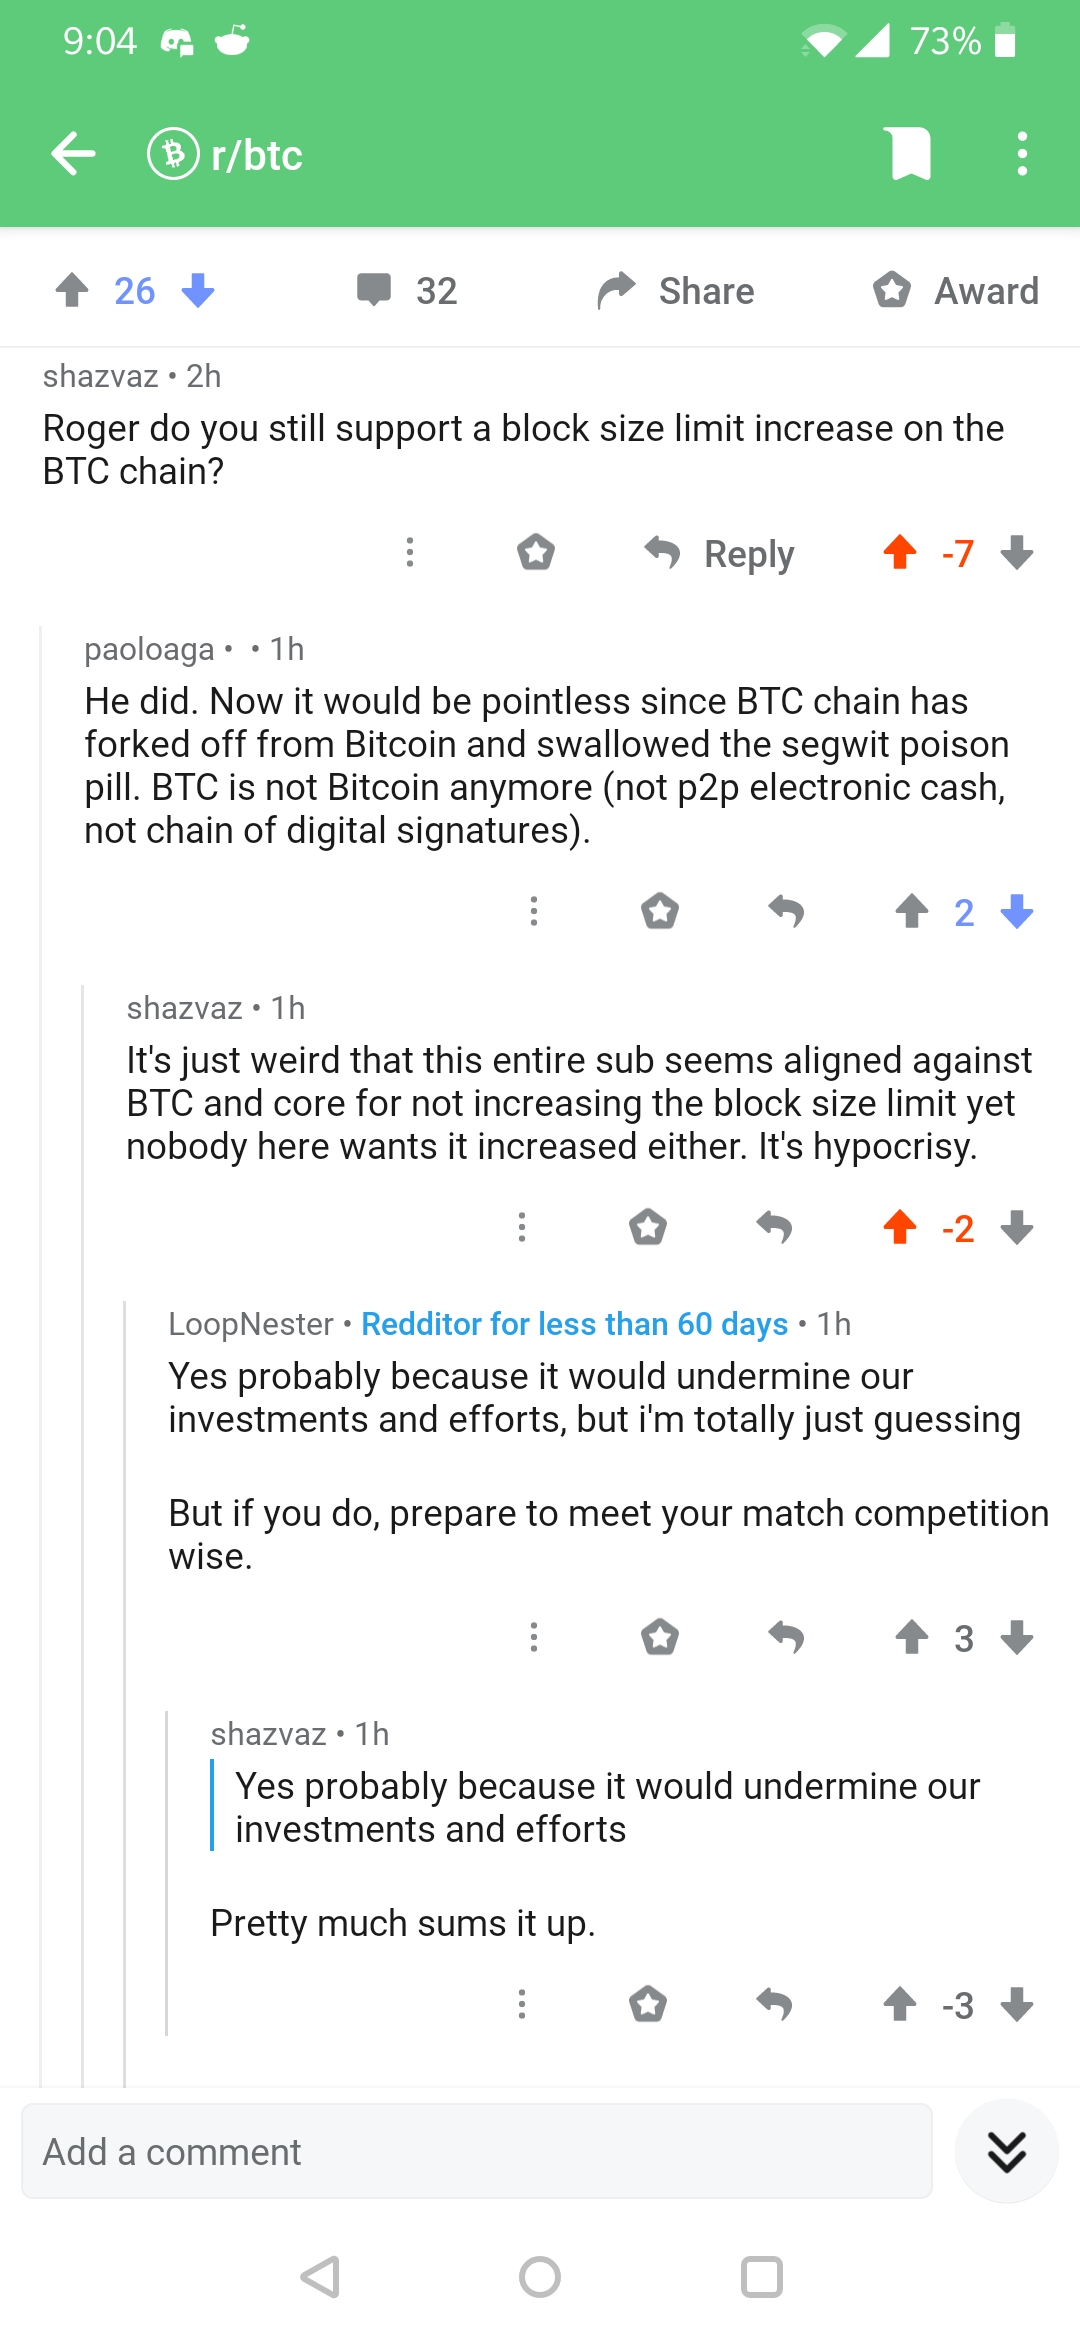 9:04
73%
r/btc
26
32
Share
Award
shazvaz • 2h
Roger do you still support a block size limit increase on the
BTC chain?
Reply
-7
paoloaga • • 1h
He did. Now it would be pointless since BTC chain has
forked off from Bitcoin and swallowed the segwit poison
pill. BTC is not Bitcoin anymore (not p2p electronic cash,
not chain of digital signatures).
2
shazvaz • 1h
It's just weird that this entire sub seems aligned against
BTC and core for not increasing the block size limit yet
nobody here wants it increased either. It's hypocrisy.
-2
LoopNester • Redditor for less than 60 days • 1h
Yes probably because it would undermine our
investments and efforts, but i'm totally just guessing
But if you do, prepare to meet your match competition
wise.
3
shazvaz • 1h
Yes probably because it would undermine our
investments and efforts
Pretty much sums it up.
-3
Add a comment